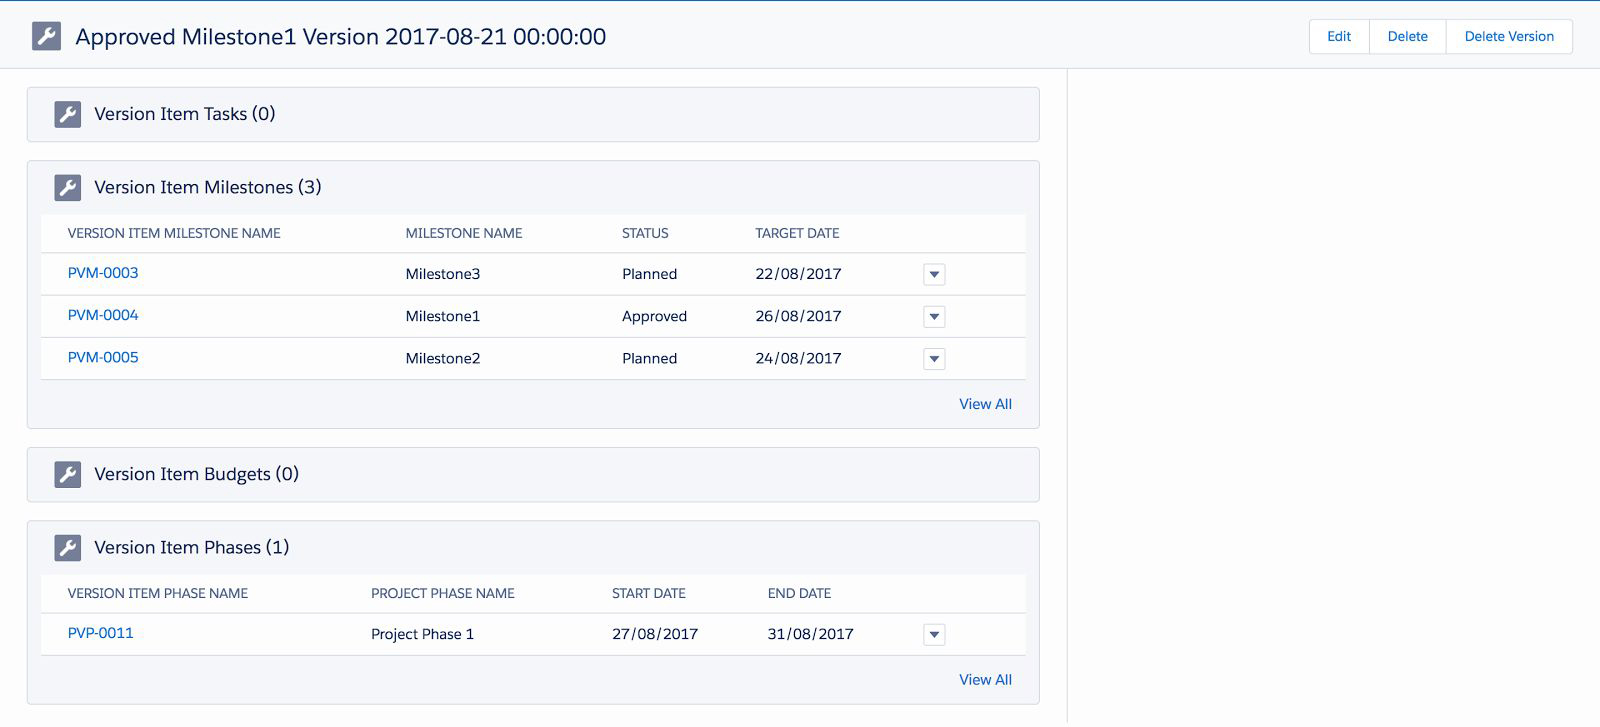 Approved Milestone1 Version 2017-08-21 00:00:00
Edit Delete Delete Version
Version Item Tasks (0)
Version Item Milestones (3)
VERSION ITEM MILESTONE NAME MILESTONE NAME STATUS TARGET DATE
PVM-0003 Milestone3 Planned 22/08/2017
PVM-0004 Milestone1 Approved 26/08/2017
PVM-0005 Milestone2 Planned 24/08/2017
View All
Version Item Budgets (0)
Version Item Phases (1)
VERSION ITEM PHASE NAME PROJECT PHASE NAME START DATE END DATE
PVP-0011 Project Phase 1 27/08/2017 31/08/2017
View All